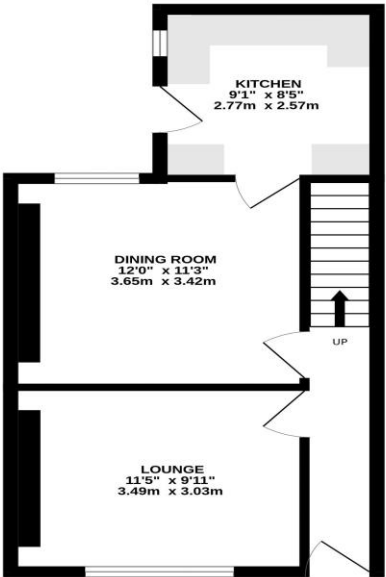 KITCHEN
9'1" x 8'5"
2.77m x 2.57m
DINING ROOM
12'0" x 11'3"
3.65m x 3.42m
UP
LOUNGE
11'5" x 9'11"
3.49m x 3.03m